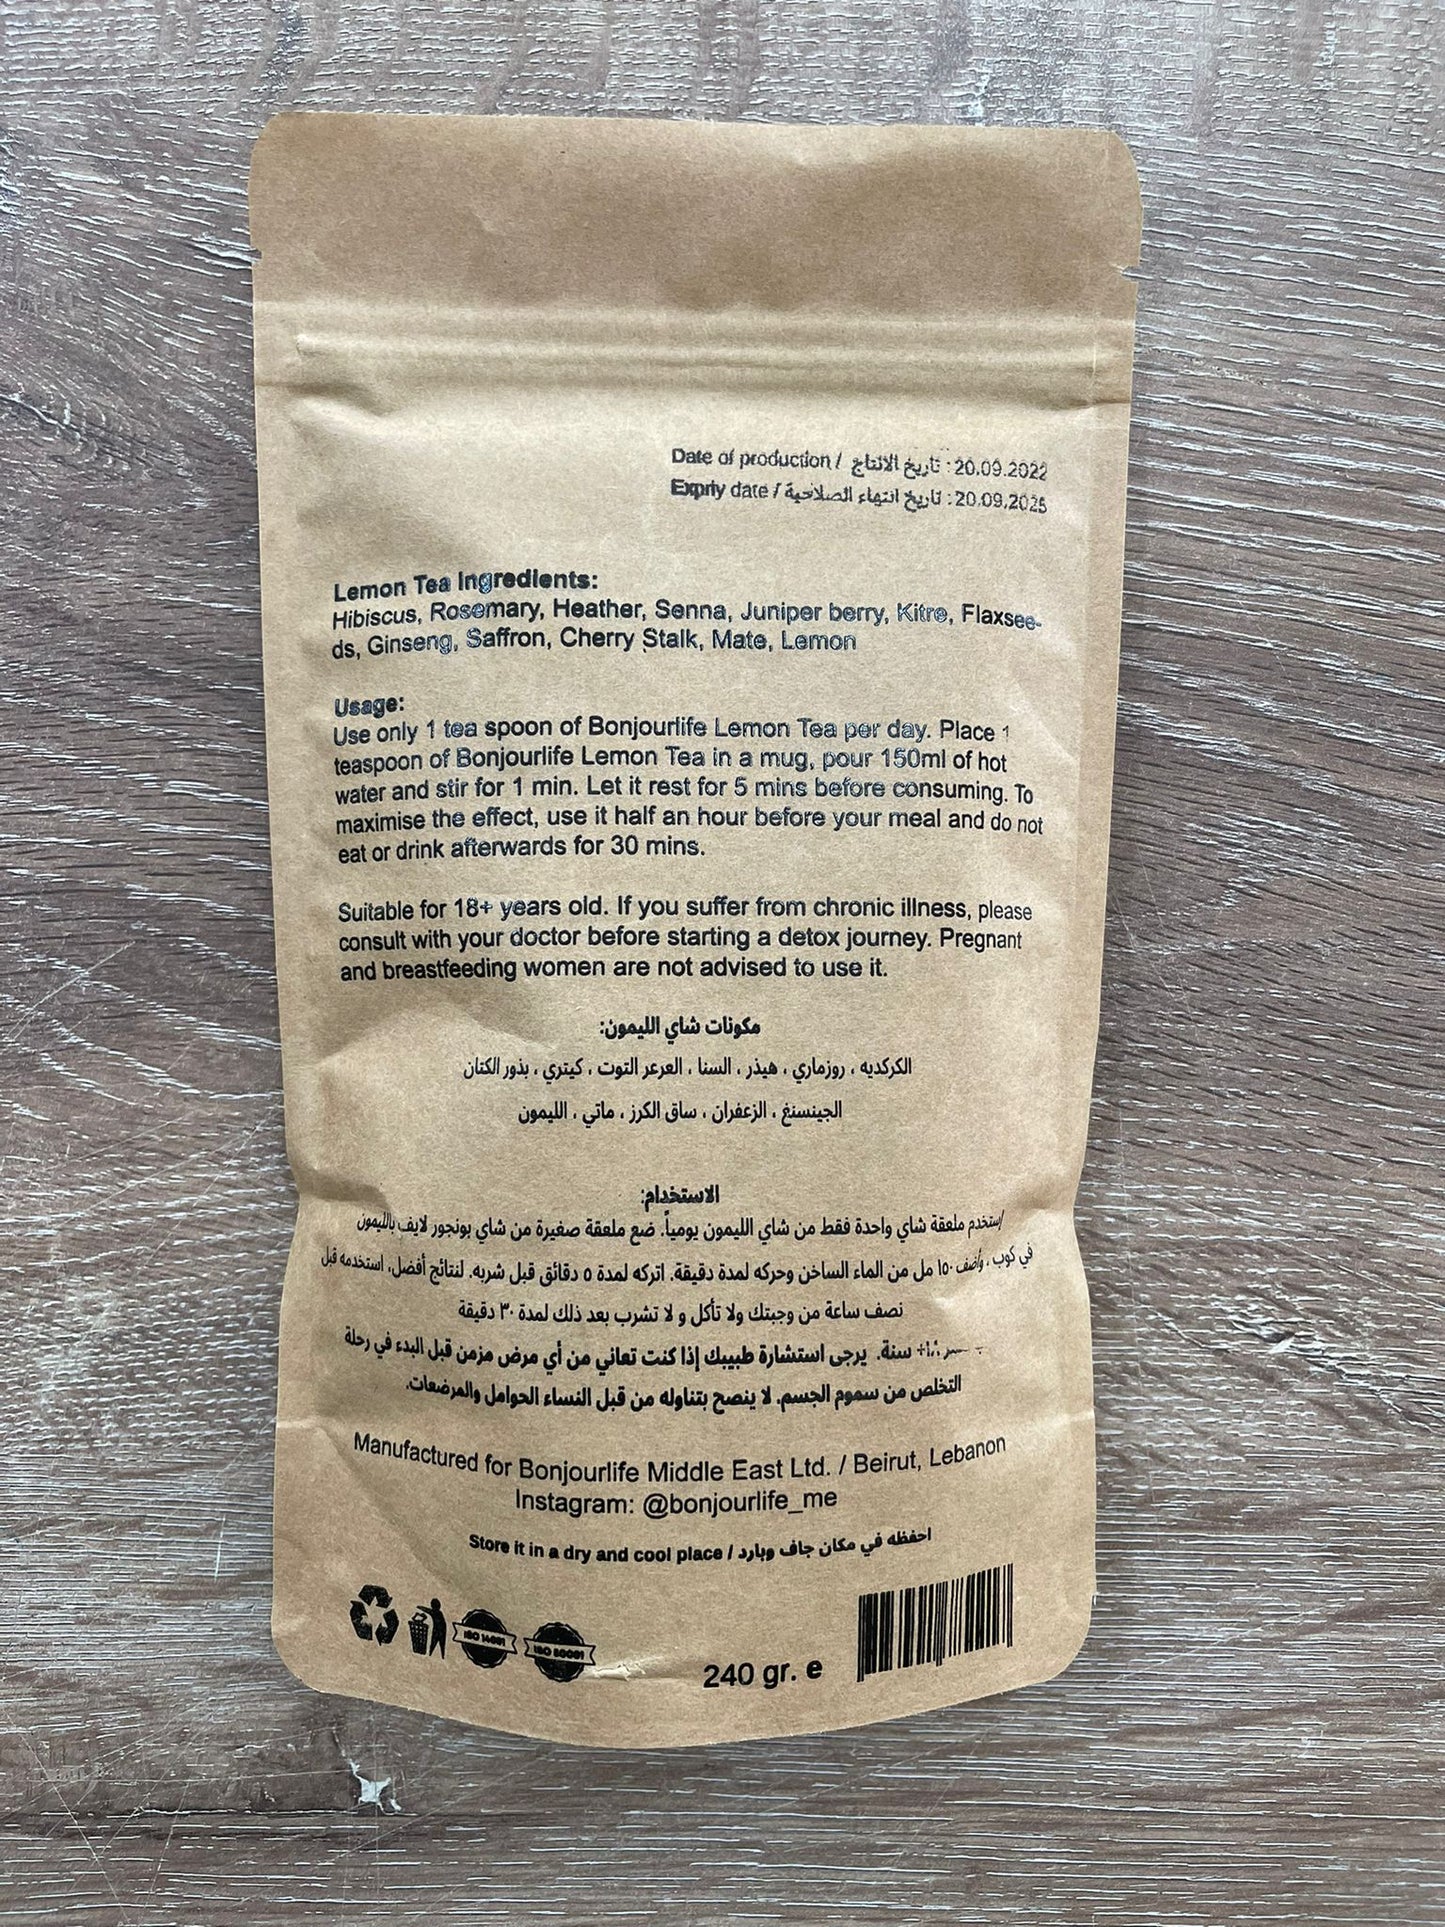 Date of production / تاريخ الانتاج : 20.09.2022
Expriy date / تاريخ انتهاء الصلاحية : 20.09.2025
Lemon Tea Ingredients:
Hibiscus, Rosemary, Heather, Senna, Juniper berry, Kitre, Flaxsee-
ds, Ginseng, Saffron, Cherry Stalk, Mate, Lemon
Usage:
Use only 1 tea spoon of Bonjourlife Lemon Tea per day. Place 1
teaspoon of Bonjourlife Lemon Tea in a mug, pour 150ml of hot
water and stir for 1 min. Let it rest for 5 mins before consuming. To
maximise the effect, use it half an hour before your meal and do not
eat or drink afterwards for 30 mins.
Suitable for 18+ years old. If you suffer from chronic illness, please
consult with your doctor before starting a detox journey. Pregnant
and breastfeeding women are not advised to use it.
مكونات شاي الليمون:
الكركديه ، روزماري ، هيذر ، السنا ، العرعر التوت ، كيتري ، بذور الكتان
الجينسنغ ، الزعفران ، ساق الكرز ، ماتي ، الليمون
الاستخدام:
إستخدم ملعقة شاي واحدة فقط من شاي الليمون يومياً. ضع ملعقة صغيرة من شاي بونجور لايف بالليمون
في كوب ، وأضف ١٥٠ مل من الماء الساخن وحركه لمدة دقيقة. اتركه لمدة ٥ دقائق قبل شربه. لنتائج أفضل، استخدمه قبل
نصف ساعة من وجبتك ولا تأكل و لا تشرب بعد ذلك لمدة ٣٠ دقيقة
١٨+ سنة. يرجى استشارة طبيبك إذا كنت تعاني من أي مرض مزمن قبل البدء في رحلة
التخلص من سموم الجسم. لا ينصح بتناوله من قبل النساء الحوامل والمرضعات.
Manufactured for Bonjourlife Middle East Ltd. / Beirut, Lebanon
Instagram: @bonjourlife_me
Store it in a dry and cool place / احفظه في مكان جاف وبارد
ISO 14001
240 gr. e